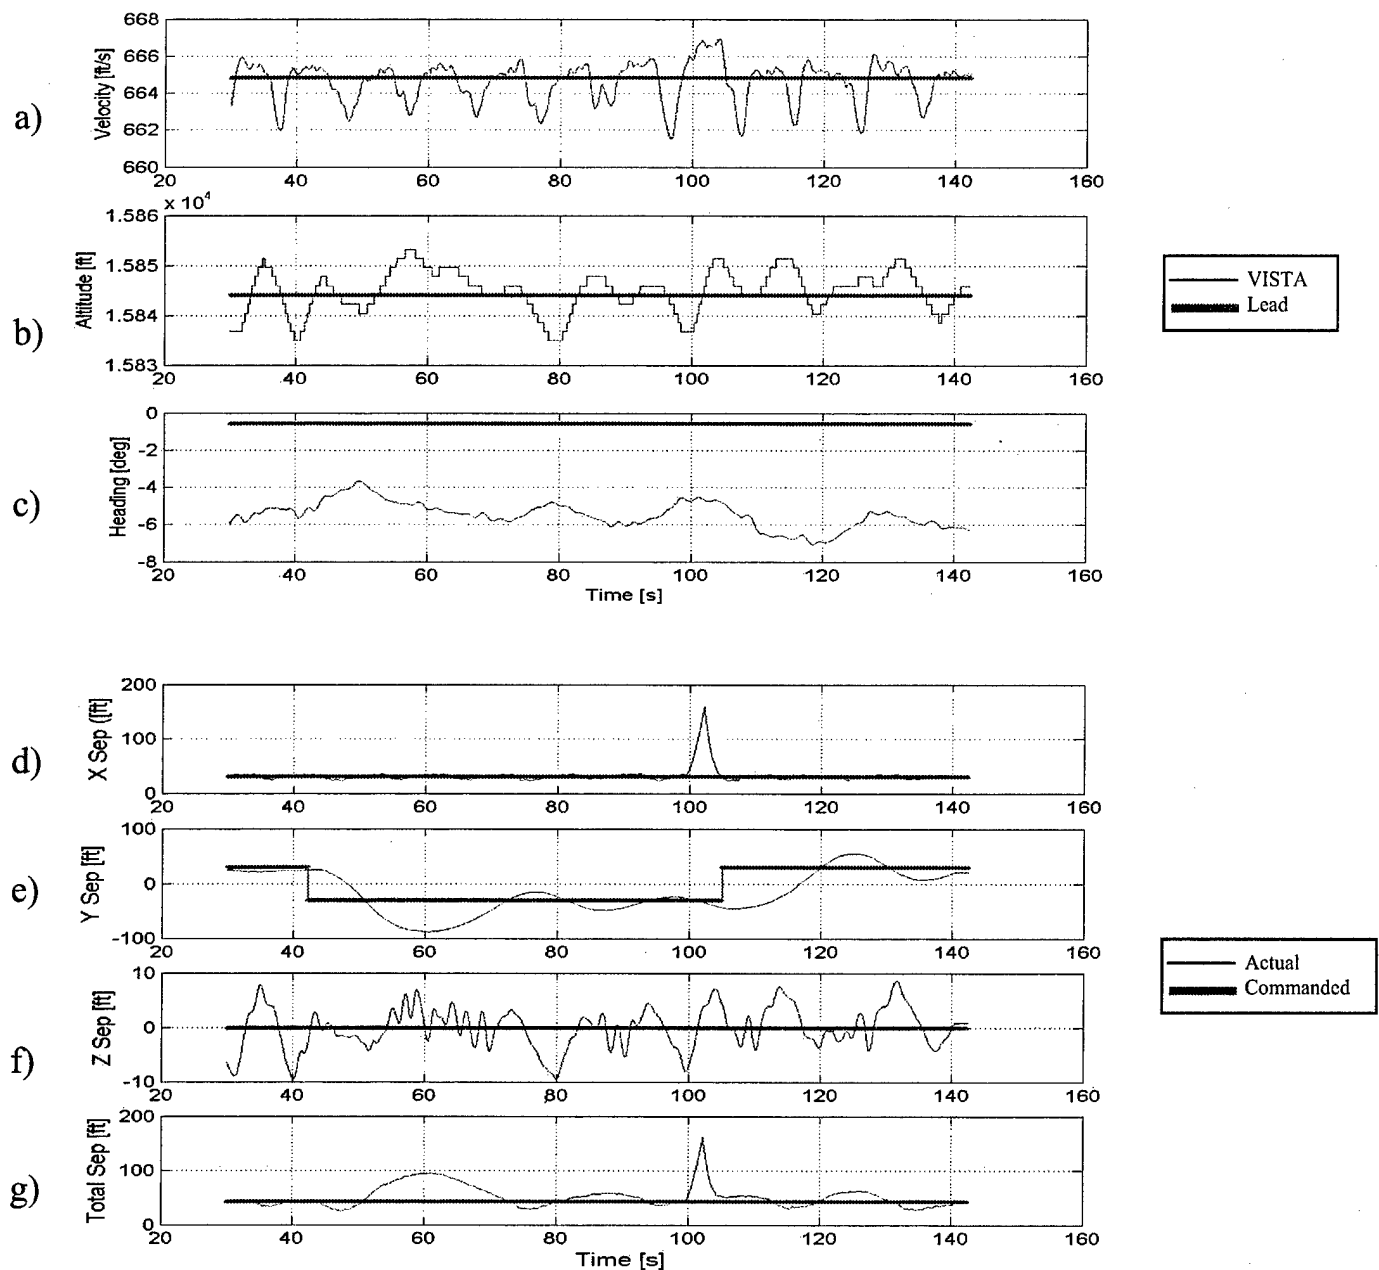 a)
Velocity [ft/s]
668
666
664
662
660
20 40 60 80 100 120 140 160
b)
Altitude [ft]
x 10^4
1.586
1.585
1.584
1.583
20 40 60 80 100 120 140 160
VISTA
Lead
c)
Heading [deg]
0
-2
-4
-6
-8
20 40 60 80 100 120 140 160
Time [s]
d)
X Sep ([ft]
200
100
0
20 40 60 80 100 120 140 160
e)
Y Sep [ft]
100
0
-100
20 40 60 80 100 120 140 160
Actual
Commanded
f)
Z Sep [ft]
10
0
-10
20 40 60 80 100 120 140 160
g)
Total Sep [ft]
200
100
0
20 40 60 80 100 120 140 160
Time [s]